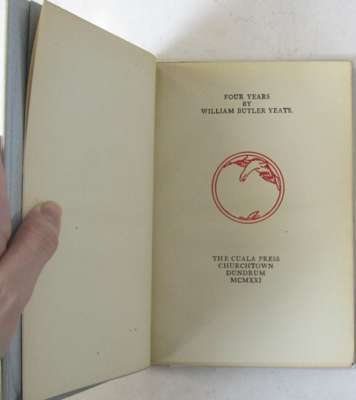 FOUR YEARS
BY
WILLIAM BUTLER YEATS.
THE CUALA PRESS
CHURCHTOWN
DUNDRUM
MCMXXI